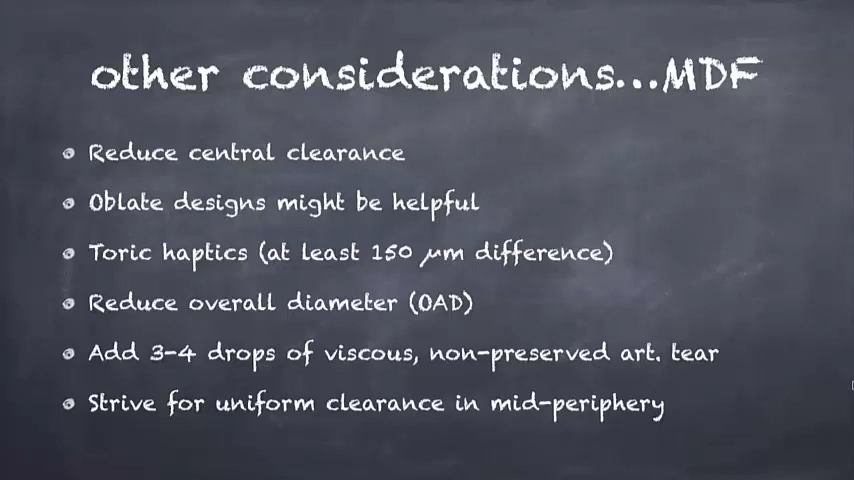 other considerations...MDF
Reduce central clearance
Oblate designs might be helpful
Toric haptics (at least 150 µm difference)
Reduce overall diameter (OAD)
Add 3-4 drops of viscous, non-preserved art. tear
Strive for uniform clearance in mid-periphery